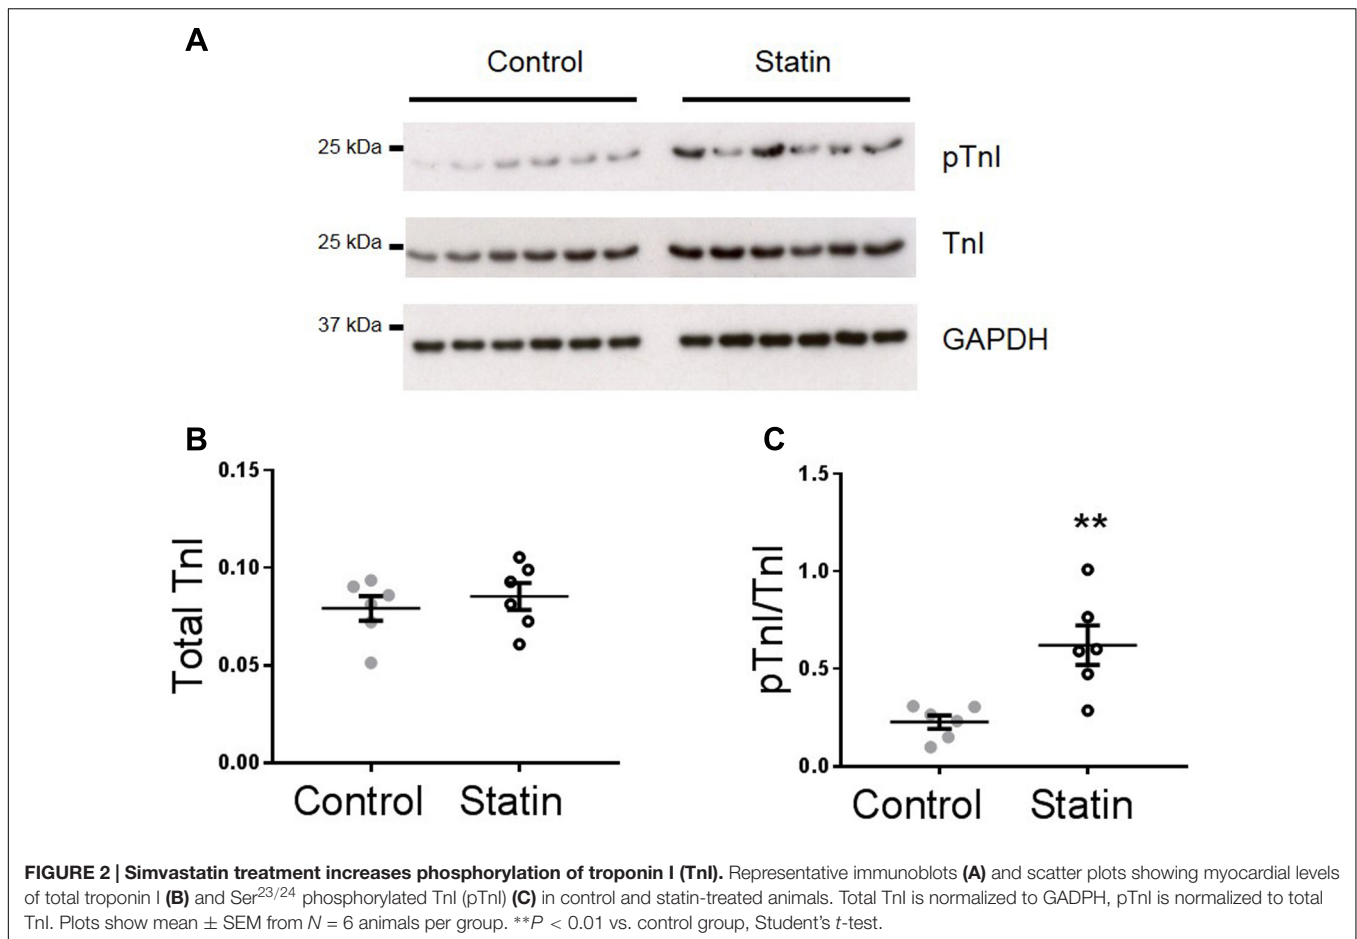 A
Control Statin
25 kDa pTnI
25 kDa TnI
37 kDa GAPDH
B
0.15
0.10
0.05
0.00
Total TnI
Control Statin
C
1.5
1.0
0.5
0.0
pTnI/TnI
**
Control Statin
FIGURE 2 | Simvastatin treatment increases phosphorylation of troponin I (TnI). Representative immunoblots (A) and scatter plots showing myocardial levels
of total troponin I (B) and Ser23/24 phosphorylated TnI (pTnI) (C) in control and statin-treated animals. Total TnI is normalized to GADPH, pTnI is normalized to total
TnI. Plots show mean ± SEM from N = 6 animals per group. **P < 0.01 vs. control group, Student's t-test.